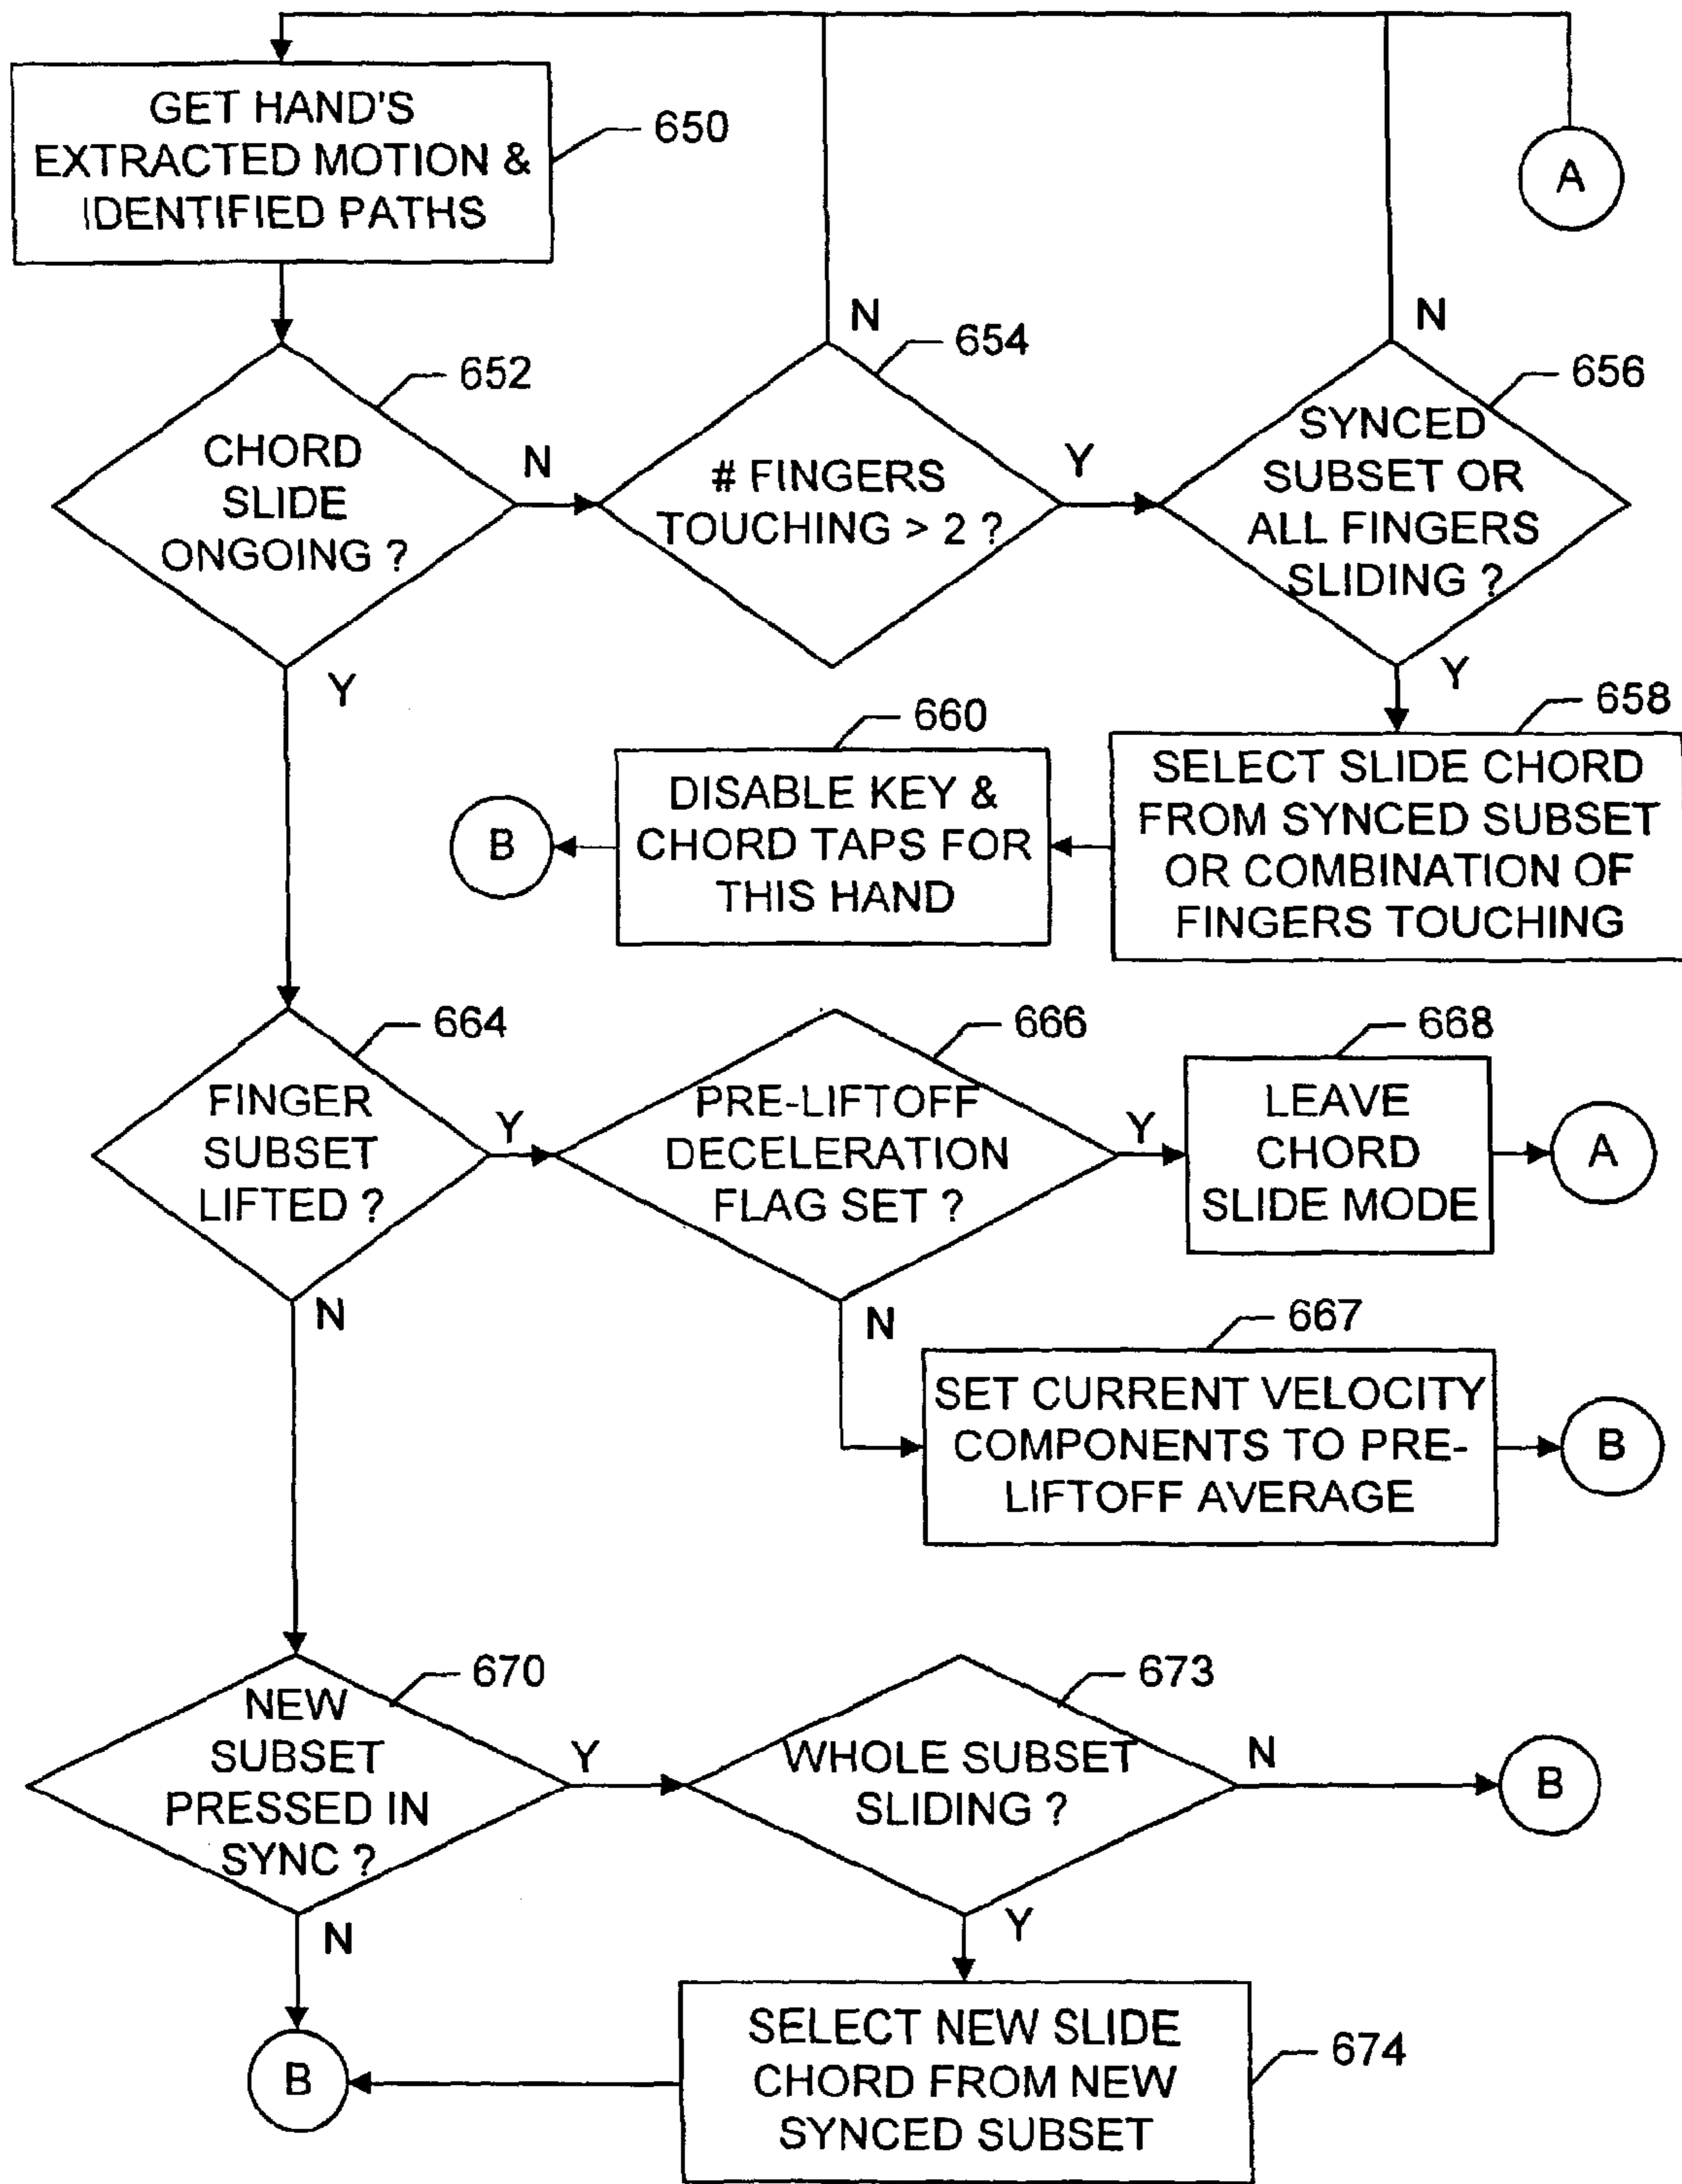 GET HAND'S
EXTRACTED MOTION &
IDENTIFIED PATHS
650
A
CHORD
SLIDE
ONGOING ?
652
N
Y
# FINGERS
TOUCHING > 2 ?
654
N
Y
SYNCED
SUBSET OR
ALL FINGERS
SLIDING ?
656
N
Y
658
SELECT SLIDE CHORD
FROM SYNCED SUBSET
OR COMBINATION OF
FINGERS TOUCHING
660
DISABLE KEY &
CHORD TAPS FOR
THIS HAND
B
FINGER
SUBSET
LIFTED ?
664
Y
N
PRE-LIFTOFF
DECELERATION
FLAG SET ?
666
Y
N
668
LEAVE
CHORD
SLIDE MODE
A
667
SET CURRENT VELOCITY
COMPONENTS TO PRE-
LIFTOFF AVERAGE
B
NEW
SUBSET
PRESSED IN
SYNC ?
670
Y
N
WHOLE SUBSET
SLIDING ?
673
N
B
Y
SELECT NEW SLIDE
CHORD FROM NEW
SYNCED SUBSET
674
B